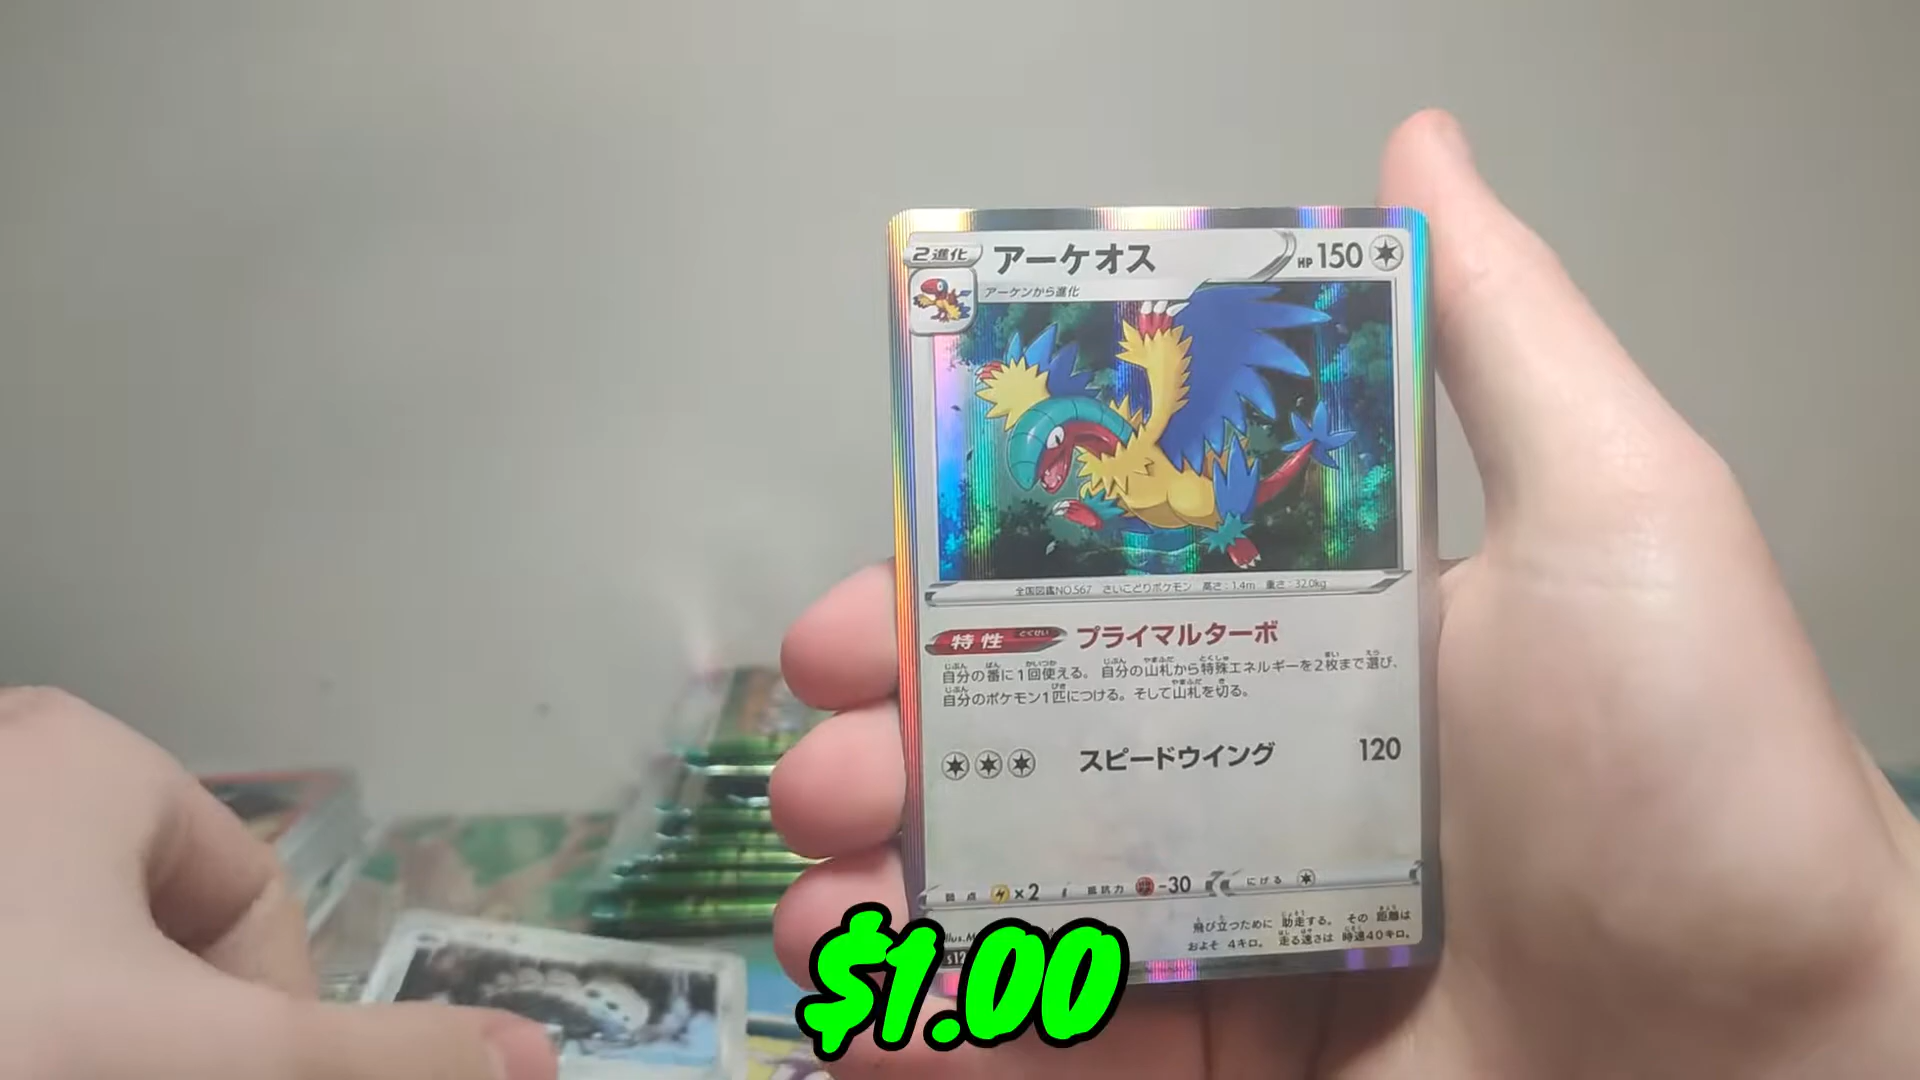 2進化
アーケオス
HP 150
アーケンから進化
全国図鑑NO.567 さいこどりポケモン 高さ:1.4m 重さ:32.0kg
特性 とくせい プライマルターボ
自分の番に1回使える。自分の山札から特殊エネルギーを2枚まで選び、
自分のポケモン1匹につける。そして山札を切る。
スピードウイング 120
弱点 ×2 抵抗力 -30 にげる
飛び立つために 助走する。その 距離は
およそ 4キロ。走る速さは 時速40キロ。
Illus.
s12
$1.00